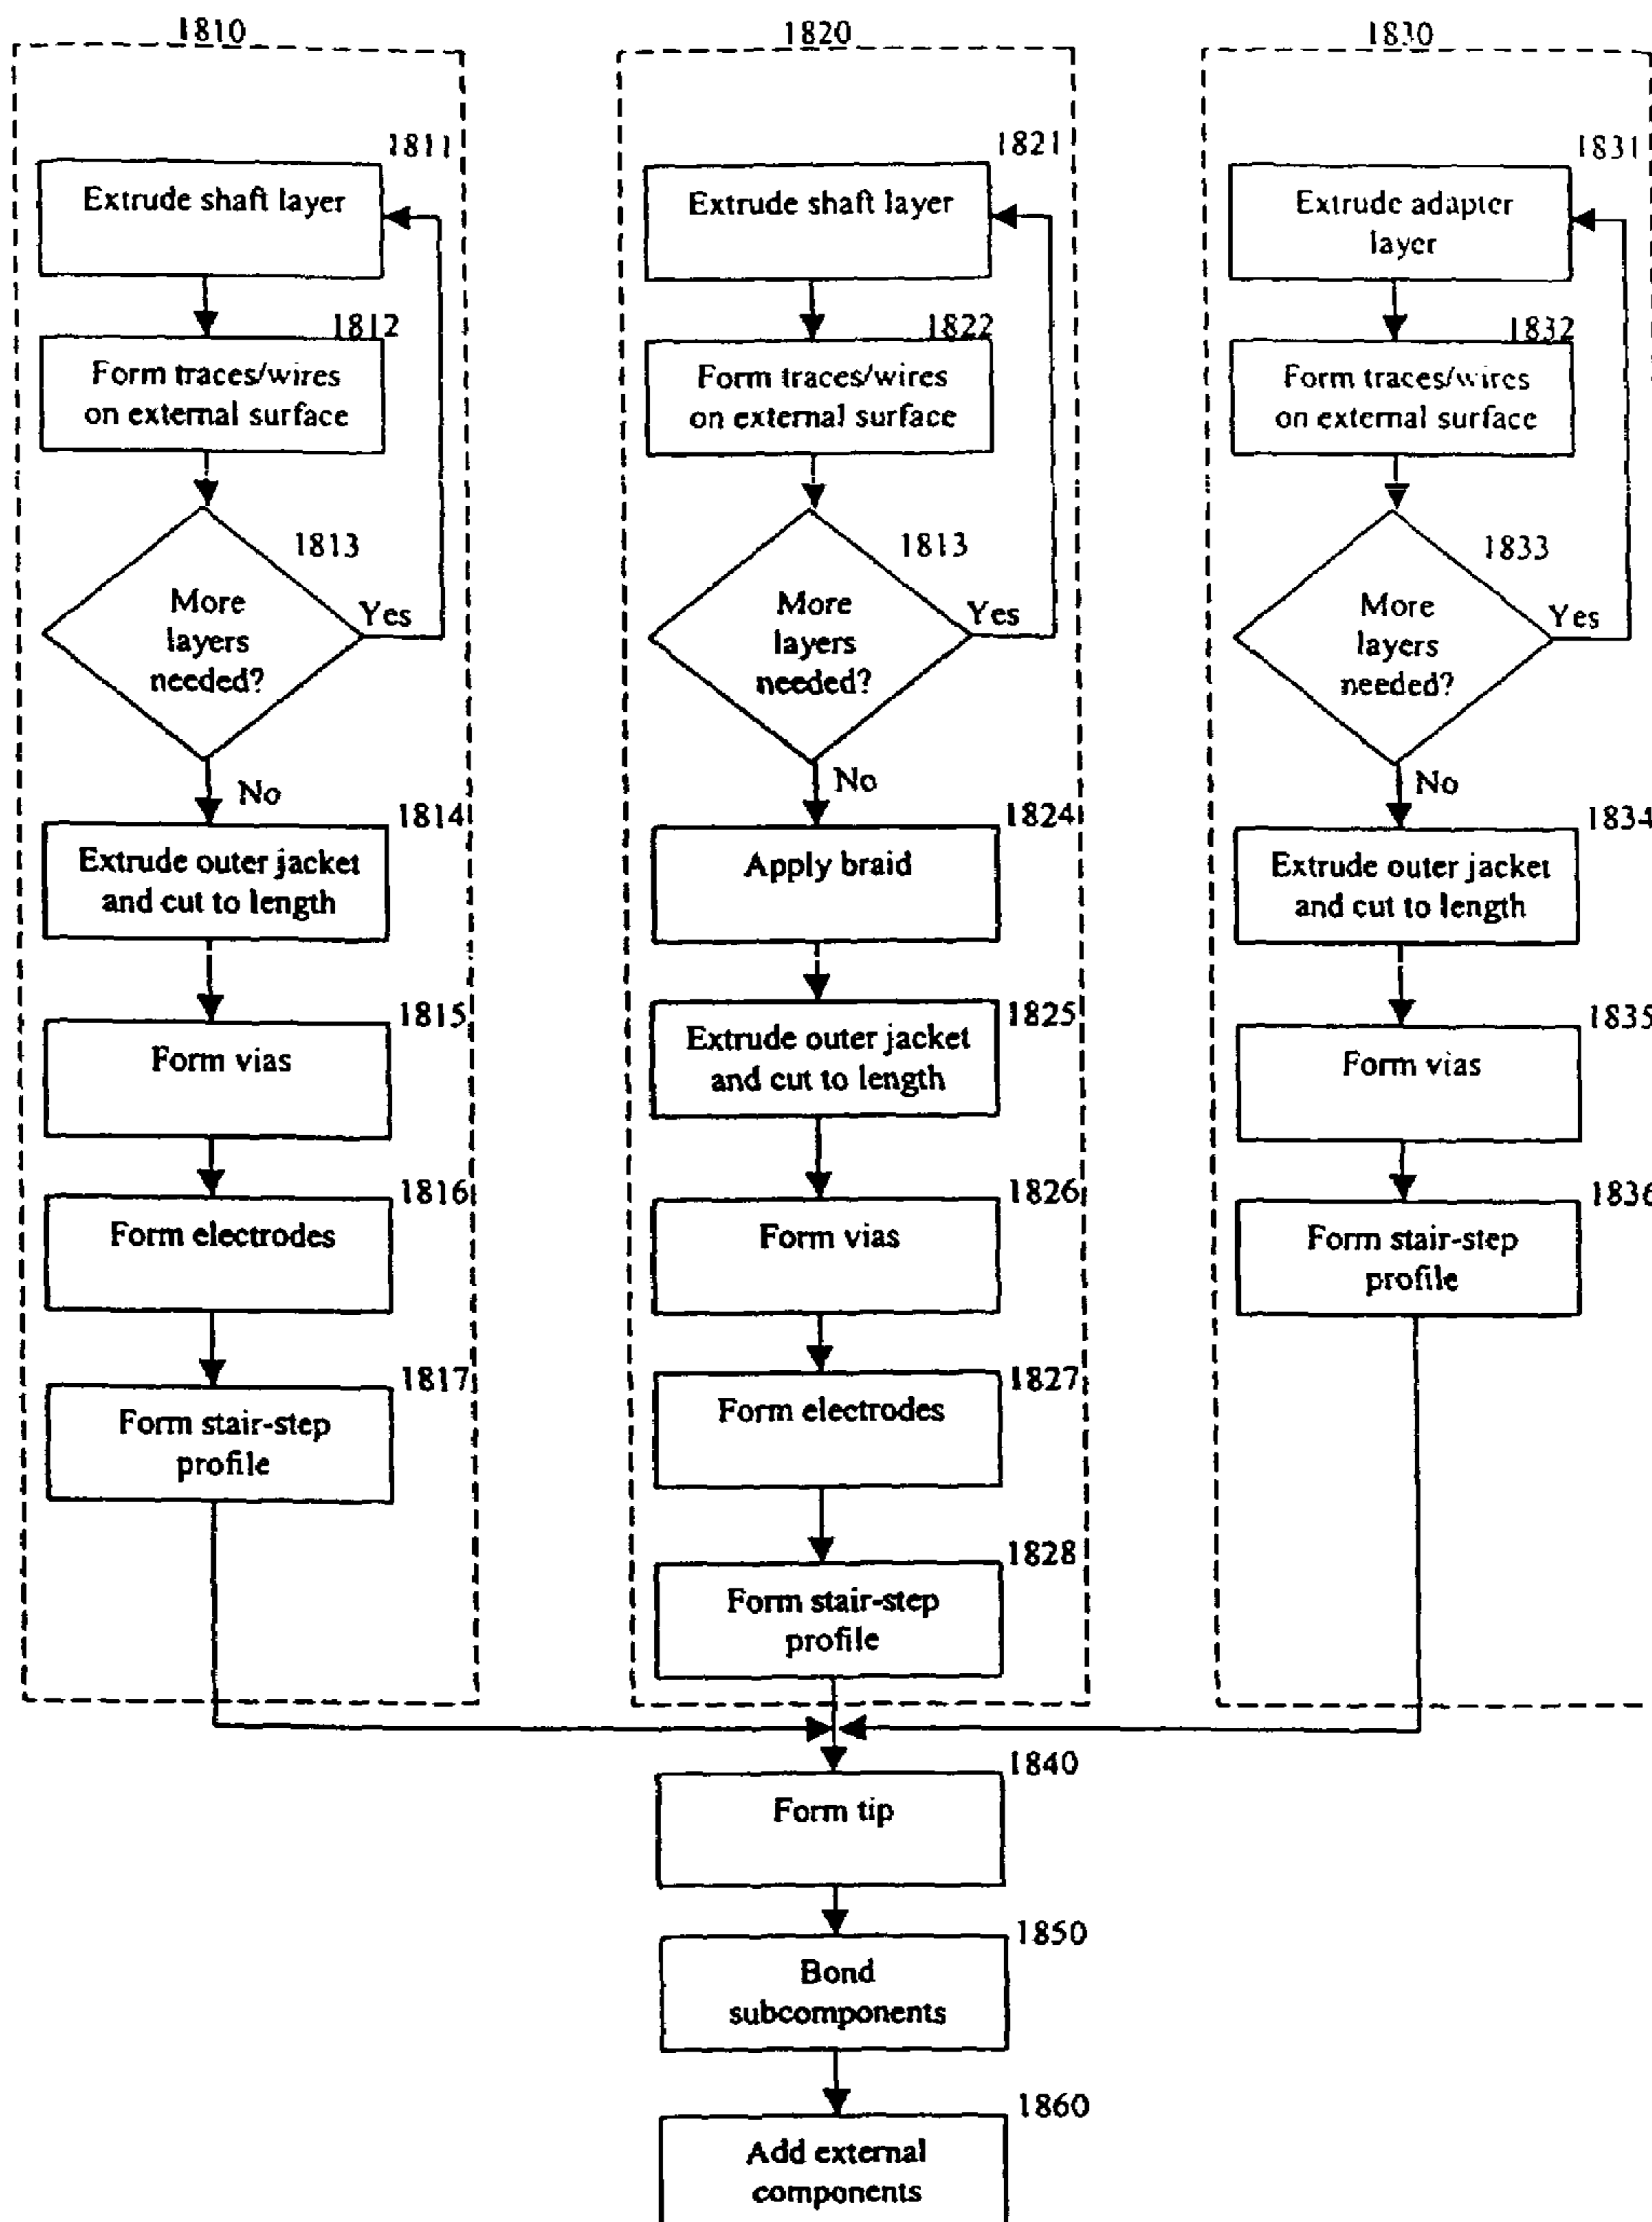 1810
1811
Extrude shaft layer
1812
Form traces/wires
on external surface
1813
More
layers
needed?
Yes
No
1814
Extrude outer jacket
and cut to length
1815
Form vias
1816
Form electrodes
1817
Form stair-step
profile
1820
1821
Extrude shaft layer
1822
Form traces/wires
on external surface
1813
More
layers
needed?
Yes
No
1824
Apply braid
1825
Extrude outer jacket
and cut to length
1826
Form vias
1827
Form electrodes
1828
Form stair-step
profile
1830
1831
Extrude adapter
layer
1832
Form traces/wires
on external surface
1833
More
layers
needed?
Yes
No
1834
Extrude outer jacket
and cut to length
1835
Form vias
1836
Form stair-step
profile
1840
Form tip
1850
Bond
subcomponents
1860
Add external
components